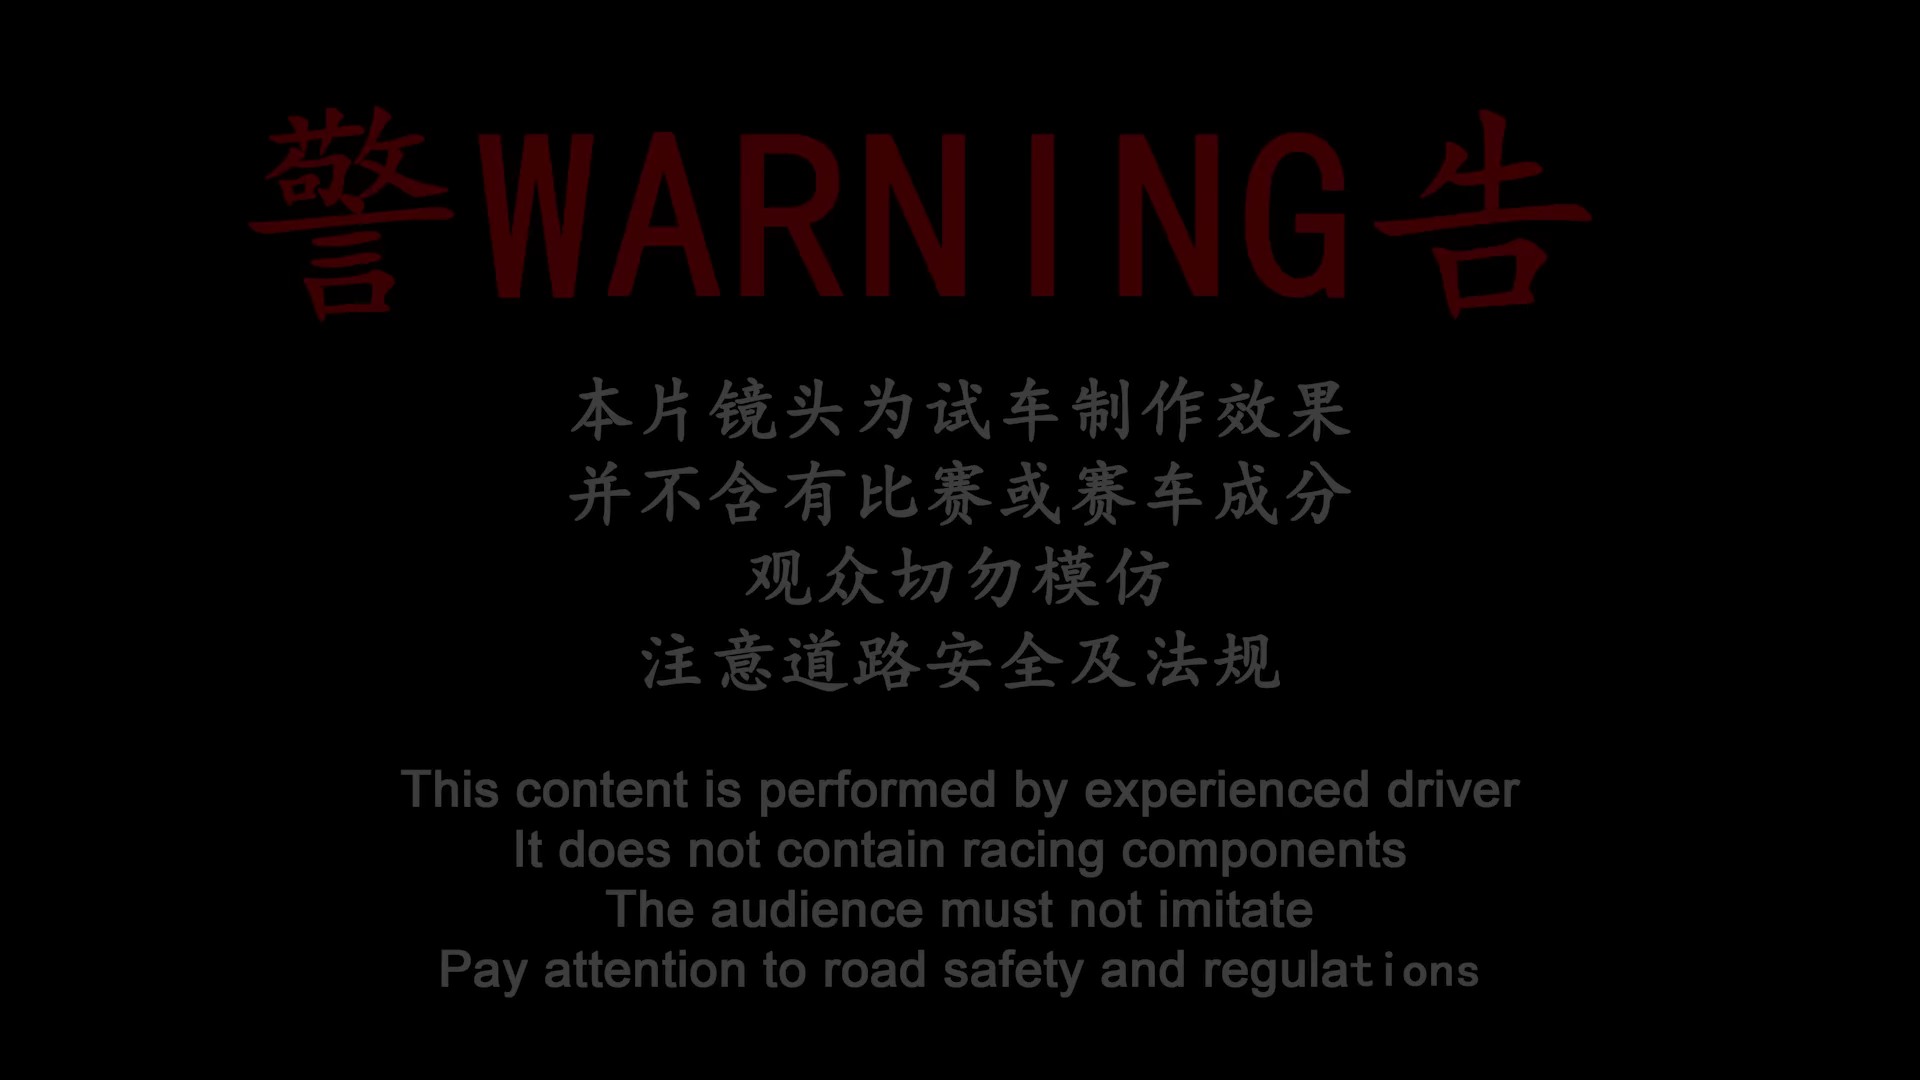 警WARNING告
本片镜头为试车制作效果
并不含有比赛或赛车成分
观众切勿模仿
注意道路安全及法规
This content is performed by experienced driver
It does not contain racing components
The audience must not imitate
Pay attention to road safety and regulations